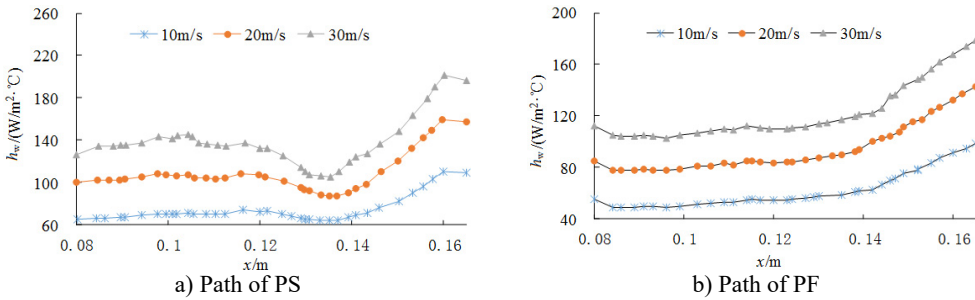 260
220
180
140
100
60
10m/s 20m/s 30m/s
hw/(W/m²·℃)
0.08 0.1 0.12 0.14 0.16
x/m
a) Path of PS
200
160
120
80
40
10m/s 20m/s 30m/s
hw/(W/m²·℃)
0.08 0.1 0.12 0.14 0.16
x/m
b) Path of PF